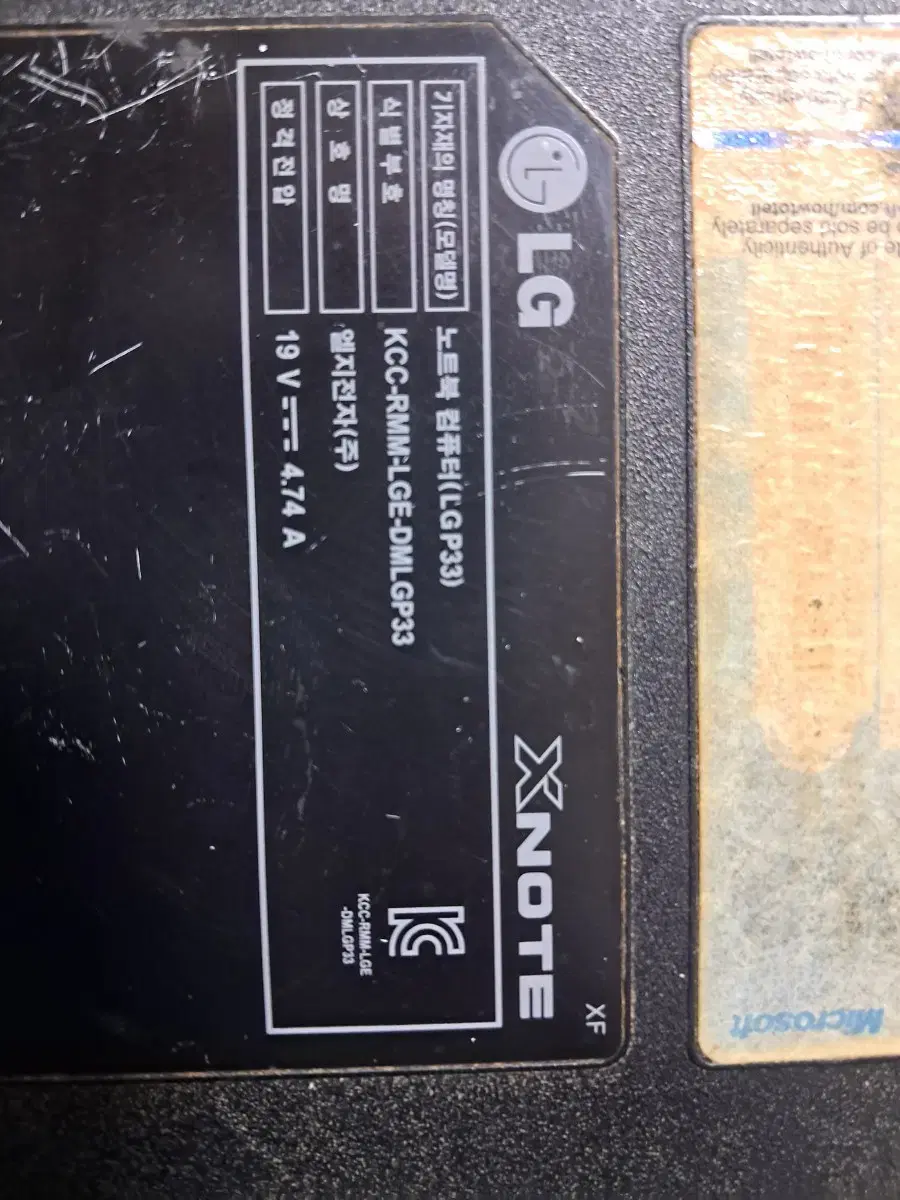 LG
XNOTE
XF
기자재의 명칭(모델명) 노트북 컴퓨터(LGP33)
식별부호 KCC-RMM-LGE-DMLGP33
상호명 엘지전자(주)
정격전압 19 V 4.74 A
KCC-RMM-LGE
-DMLGP33
of Authenticity
be sold separately
.com/howtotell
Microsoft